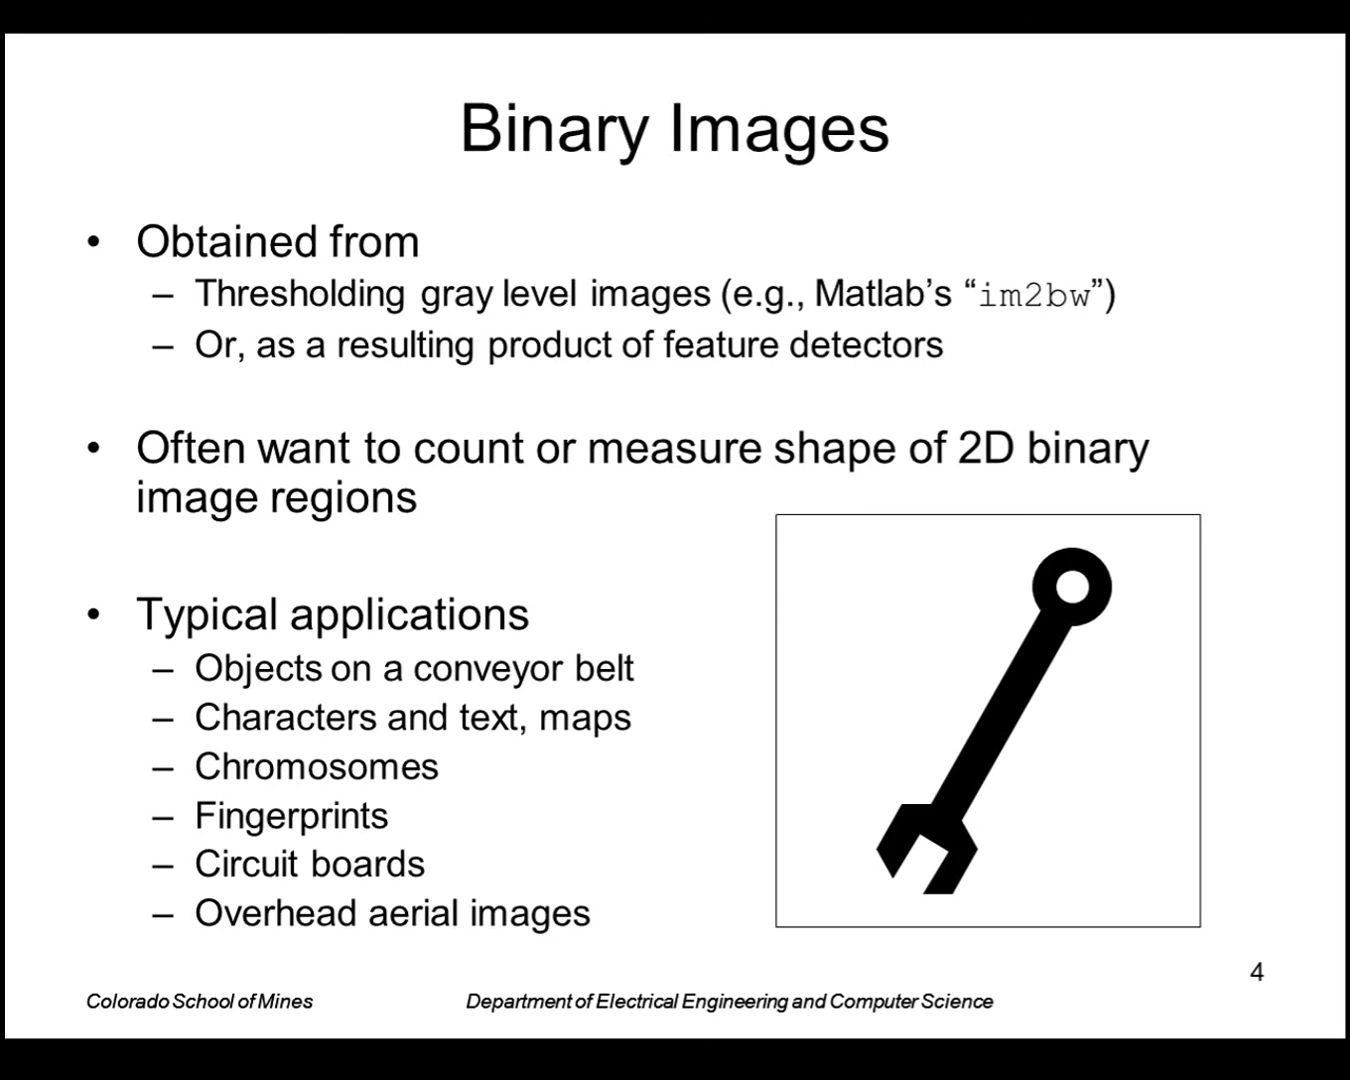 Binary Images
• Obtained from
– Thresholding gray level images (e.g., Matlab’s “im2bw”)
– Or, as a resulting product of feature detectors
• Often want to count or measure shape of 2D binary
image regions
• Typical applications
– Objects on a conveyor belt
– Characters and text, maps
– Chromosomes
– Fingerprints
– Circuit boards
– Overhead aerial images
4
Colorado School of Mines
Department of Electrical Engineering and Computer Science